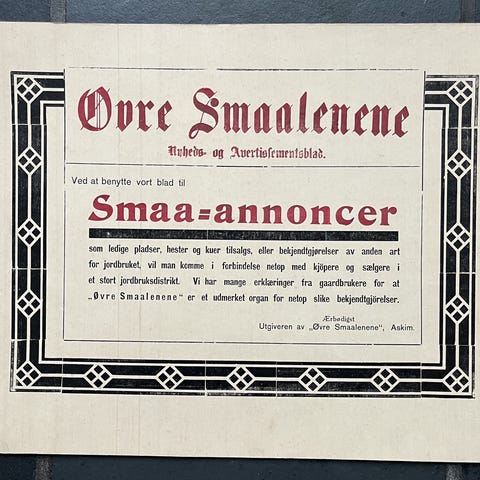 Øvre Smaalenene
Nyheds- og Avertissementsblad.
Ved at benytte vort blad til
Smaa=annoncer
som ledige pladser, hester og kuer tilsalgs, eller bekjendtgjørelser av anden art
for jordbruket, vil man komme i forbindelse netop med kjöpere og sælgere i
et stort jordbruksdistrikt. Vi har mange erklæringer fra gaardbrukere for at
„Øvre Smaalenene“ er et udmerket organ for netop slike bekjendtgjörelser.
Ærbødigst
Utgiveren av „Øvre Smaalenene“, Askim.